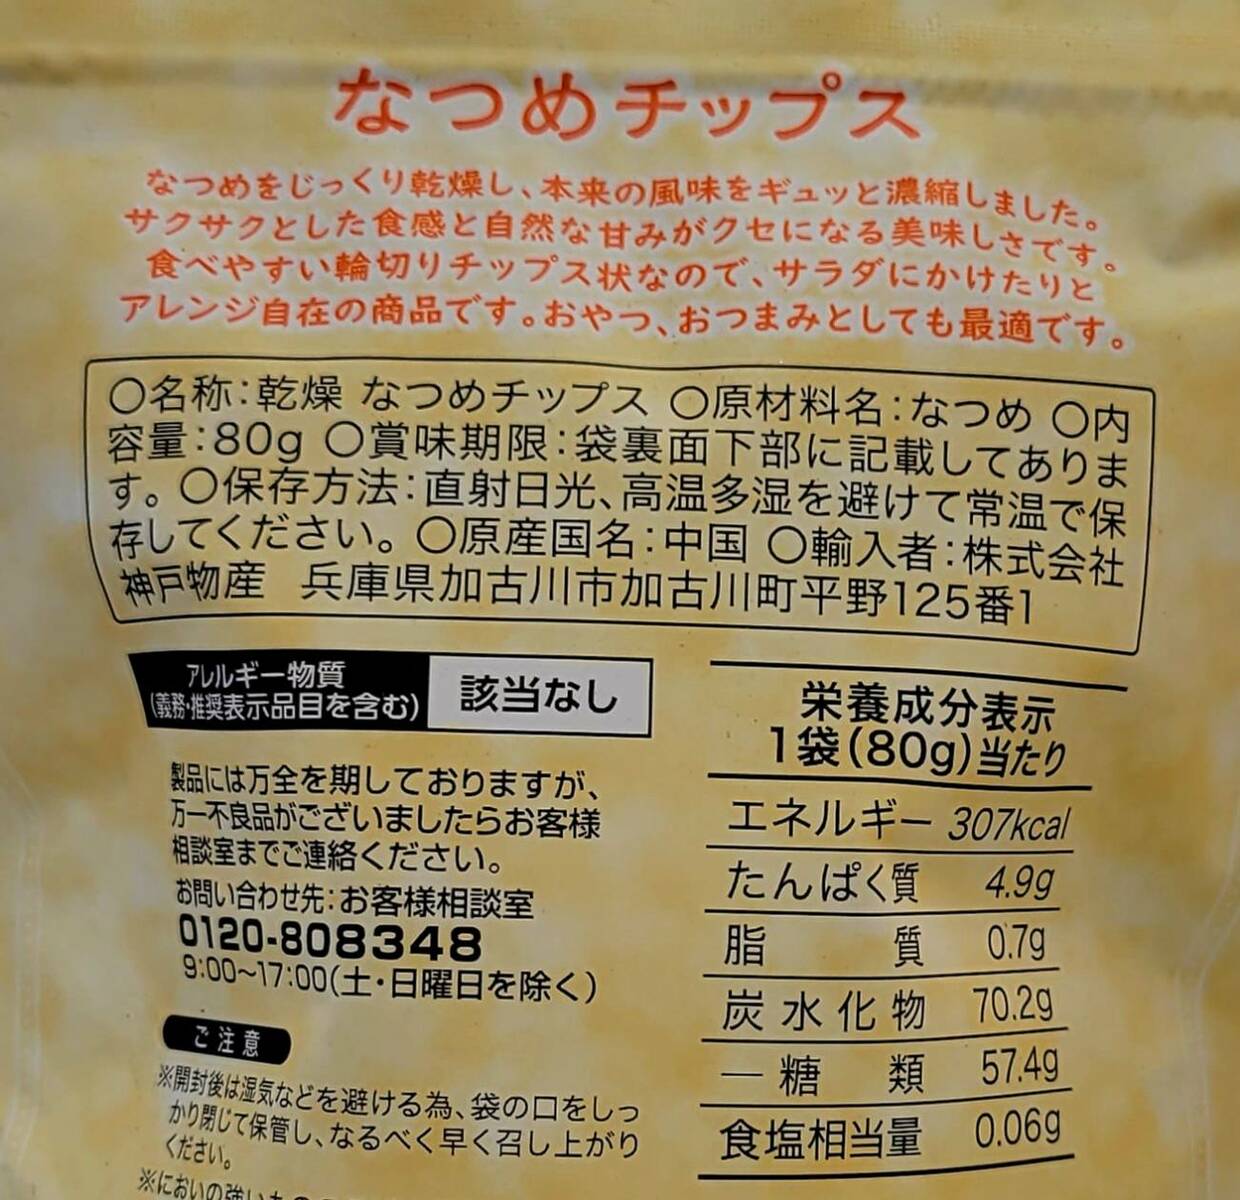 なつめチップス
なつめをじっくり乾燥し、本来の風味をギュッと濃縮しました。
サクサクとした食感と自然な甘みがクセになる美味しさです。
食べやすい輪切りチップス状なので、サラダにかけたりと
アレンジ自在の商品です。おやつ、おつまみとしても最適です。
〇名称:乾燥 なつめチップス 〇原材料名:なつめ 〇内
容量:80g 〇賞味期限:袋裏面下部に記載してありま
す。〇保存方法:直射日光、高温多湿を避けて常温で保
存してください。〇原産国名:中国 〇輸入者:株式会社
神戸物産 兵庫県加古川市加古川町平野125番1
アレルギー物質
(義務・推奨表示品目を含む)
該当なし
製品には万全を期しておりますが、
万一不良品がございましたらお客様
相談室までご連絡ください。
お問い合わせ先:お客様相談室
0120-808348
9:00〜17:00(土・日曜日を除く)
ご注意
※開封後は湿気などを避ける為、袋の口をしっ
かり閉じて保管し、なるべく早く召し上がり
ください。
※においの強いもの
栄養成分表示
1袋(80g)当たり
エネルギー 307kcal
たんぱく質 4.9g
脂質 0.7g
炭水化物 70.2g
―糖類 57.4g
食塩相当量 0.06g